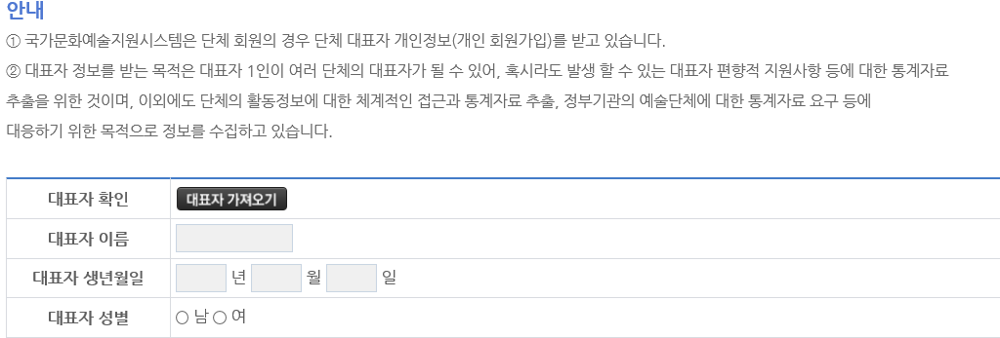 안내
① 국가문화예술지원시스템은 단체 회원의 경우 단체 대표자 개인정보(개인 회원가입)를 받고 있습니다.
② 대표자 정보를 받는 목적은 대표자 1인이 여러 단체의 대표자가 될 수 있어, 혹시라도 발생 할 수 있는 대표자 편향적 지원사항 등에 대한 통계자료
추출을 위한 것이며, 이외에도 단체의 활동정보에 대한 체계적인 접근과 통계자료 추출, 정부기관의 예술단체에 대한 통계자료 요구 등에
대응하기 위한 목적으로 정보를 수집하고 있습니다.
대표자 확인 대표자 가져오기
대표자 이름
대표자 생년월일 년 월 일
대표자 성별 남 여